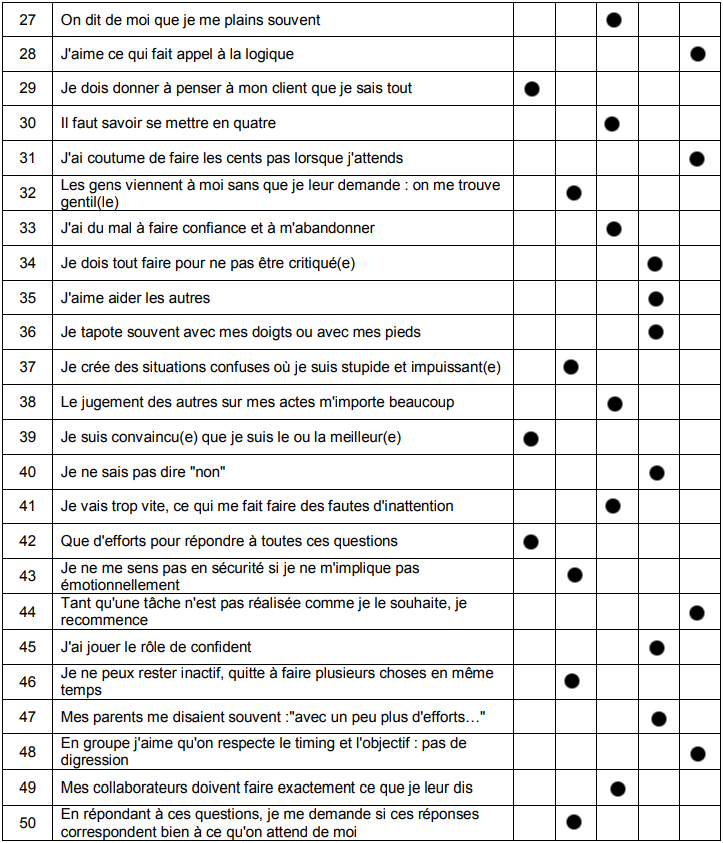 27 On dit de moi que je me plains souvent
28 J'aime ce qui fait appel à la logique
29 Je dois donner à penser à mon client que je sais tout
30 Il faut savoir se mettre en quatre
31 J'ai coutume de faire les cents pas lorsque j'attends
32 Les gens viennent à moi sans que je leur demande : on me trouve
gentil(le)
33 J'ai du mal à faire confiance et à m'abandonner
34 Je dois tout faire pour ne pas être critiqué(e)
35 J'aime aider les autres
36 Je tapote souvent avec mes doigts ou avec mes pieds
37 Je crée des situations confuses où je suis stupide et impuissant(e)
38 Le jugement des autres sur mes actes m'importe beaucoup
39 Je suis convaincu(e) que je suis le ou la meilleur(e)
40 Je ne sais pas dire "non"
41 Je vais trop vite, ce qui me fait faire des fautes d'inattention
42 Que d'efforts pour répondre à toutes ces questions
43 Je ne me sens pas en sécurité si je ne m'implique pas
émotionnellement
44 Tant qu'une tâche n'est pas réalisée comme je le souhaite, je
recommence
45 J'ai jouer le rôle de confident
46 Je ne peux rester inactif, quitte à faire plusieurs choses en même
temps
47 Mes parents me disaient souvent :"avec un peu plus d'efforts…"
48 En groupe j'aime qu'on respecte le timing et l'objectif : pas de
digression
49 Mes collaborateurs doivent faire exactement ce que je leur dis
50 En répondant à ces questions, je me demande si ces réponses
correspondent bien à ce qu'on attend de moi